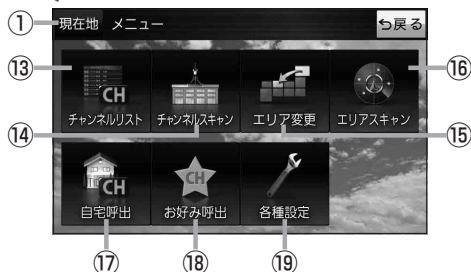 ① 現在地 メニュー ⮌戻る
⑬ ⑯
CH
チャンネルリスト チャンネルスキャン エリア変更 エリアスキャン
⑭ ⑮
CH CH
自宅呼出 お好み呼出 各種設定
⑰ ⑱ ⑲